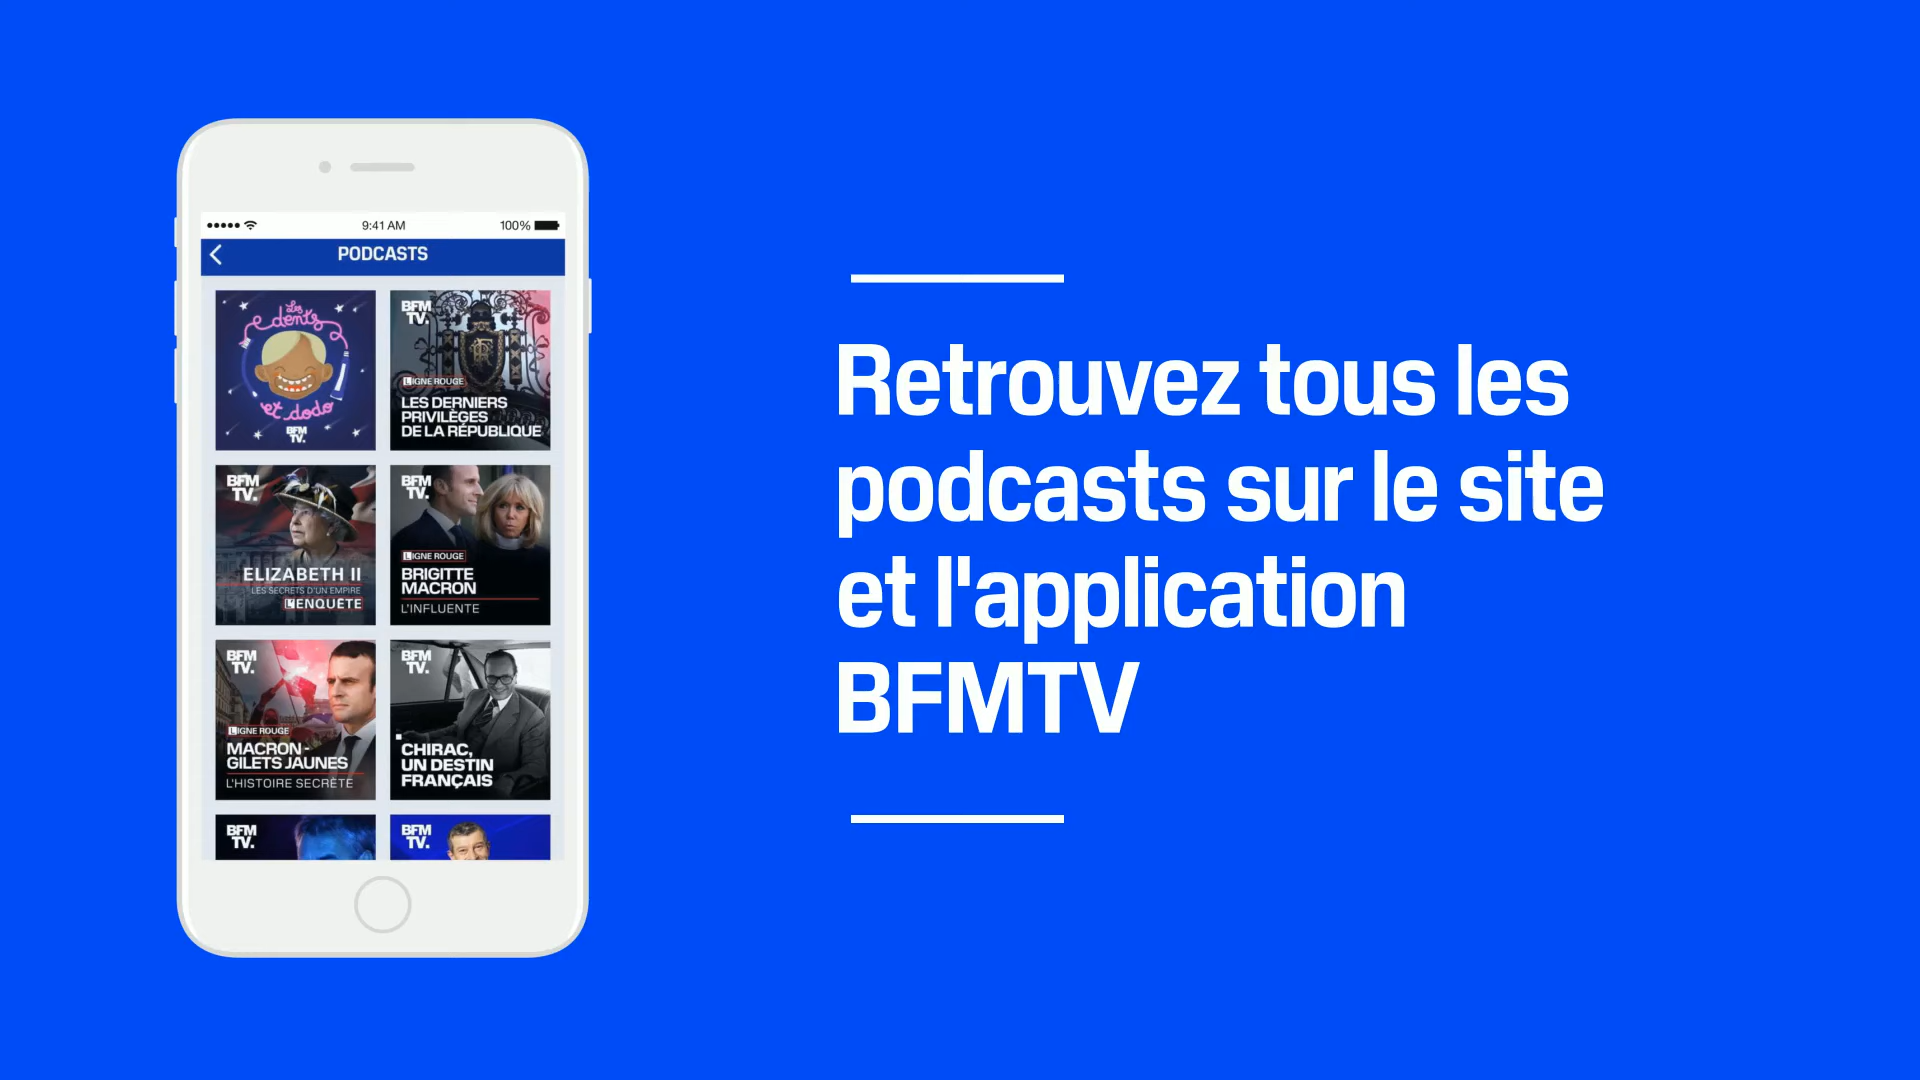 9:41 AM 100%
PODCASTS
Les
dents
et dodo
BFM
TV.
BFM
TV.
LIGNE ROUGE
LES DERNIERS
PRIVILÈGES
DE LA RÉPUBLIQUE
BFM
TV.
ELIZABETH II
LES SECRETS D'UN EMPIRE
L'ENQUÊTE
BFM
TV.
LIGNE ROUGE
BRIGITTE
MACRON
L'INFLUENTE
BFM
TV.
LIGNE ROUGE
MACRON -
GILETS JAUNES
L'HISTOIRE SECRÈTE
BFM
TV.
CHIRAC,
UN DESTIN
FRANÇAIS
BFM
TV.
BFM
TV.
Retrouvez tous les
podcasts sur le site
et l'application
BFMTV